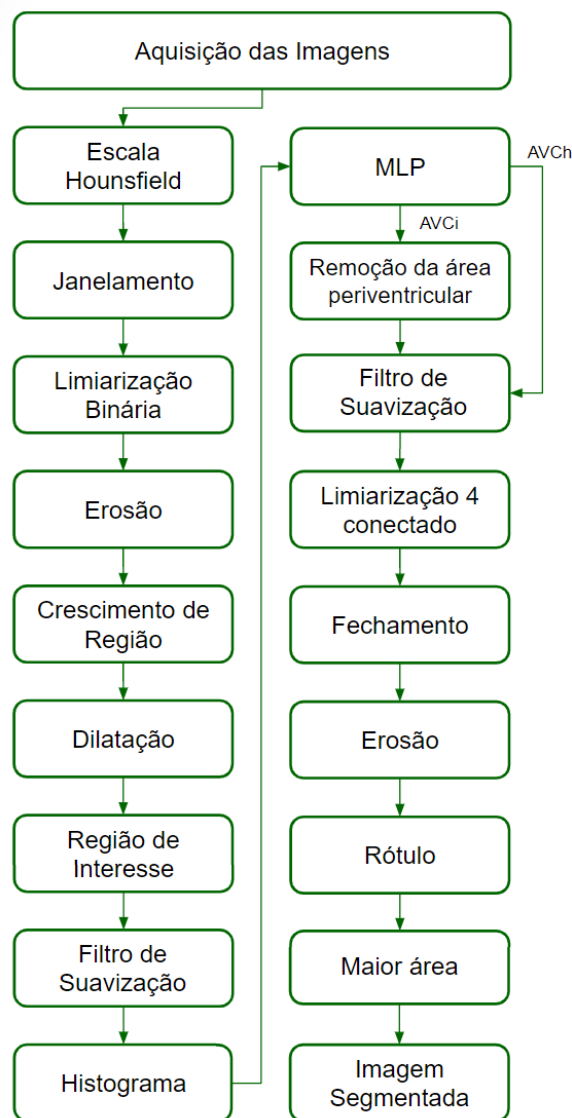 Aquisição das Imagens
Escala
Hounsfield
Janelamento
Limiarização
Binária
Erosão
Crescimento de
Região
Dilatação
Região de
Interesse
Filtro de
Suavização
Histograma
MLP
AVCh
AVCi
Remoção da área
periventricular
Filtro de
Suavização
Limiarização 4
conectado
Fechamento
Erosão
Rótulo
Maior área
Imagem
Segmentada